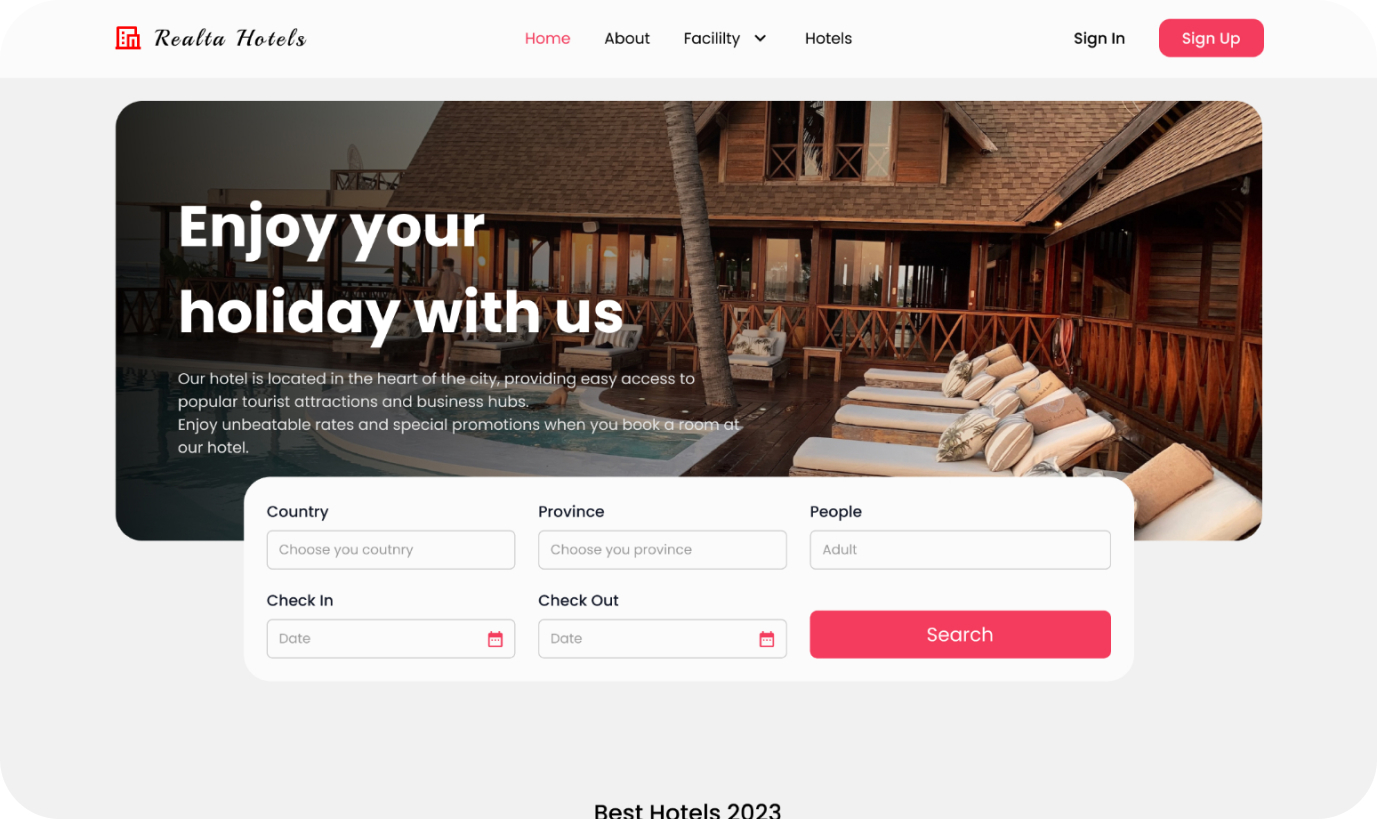 Realta Hotels
Home
About
Facililty
Hotels
Sign In
Sign Up
Enjoy your
holiday with us
Our hotel is located in the heart of the city, providing easy access to
popular tourist attractions and business hubs.
Enjoy unbeatable rates and special promotions when you book a room at
our hotel.
Country
Province
People
Choose you coutnry
Choose you province
Adult
Check In
Check Out
Date
Date
Search
Best Hotels 2023